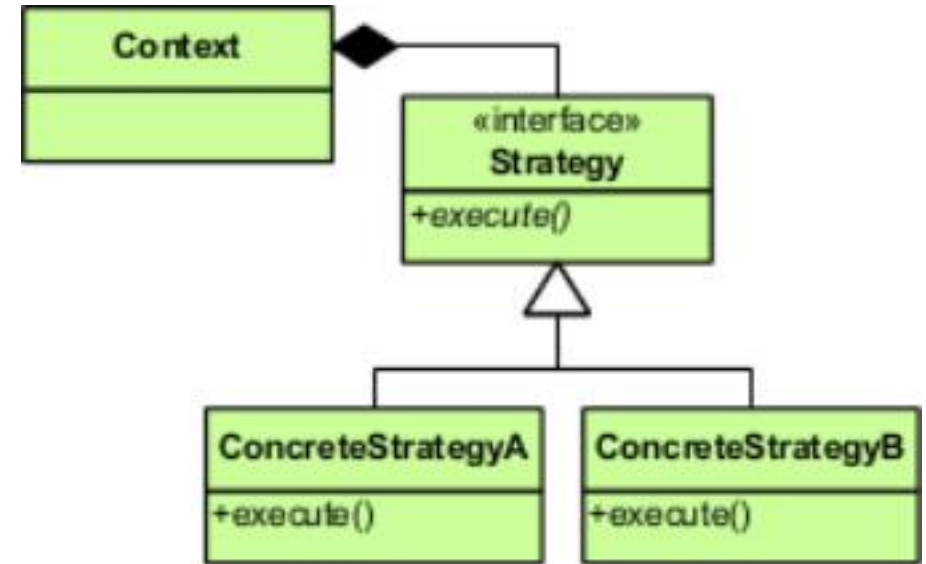 Context
«interface»
Strategy
+execute()
ConcreteStrategyA
+execute()
ConcreteStrategyB
+execute()